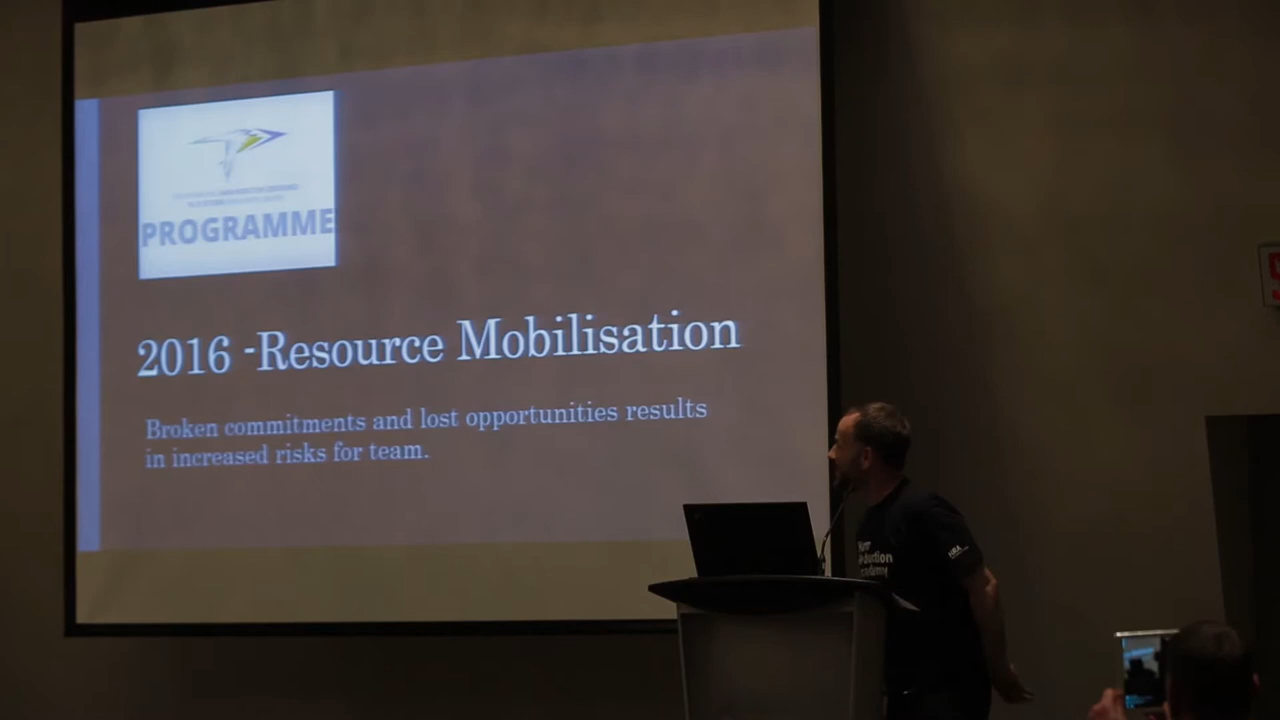 PROGRAMME
2016 -Resource Mobilisation
Broken commitments and lost opportunities results
in increased risks for team.